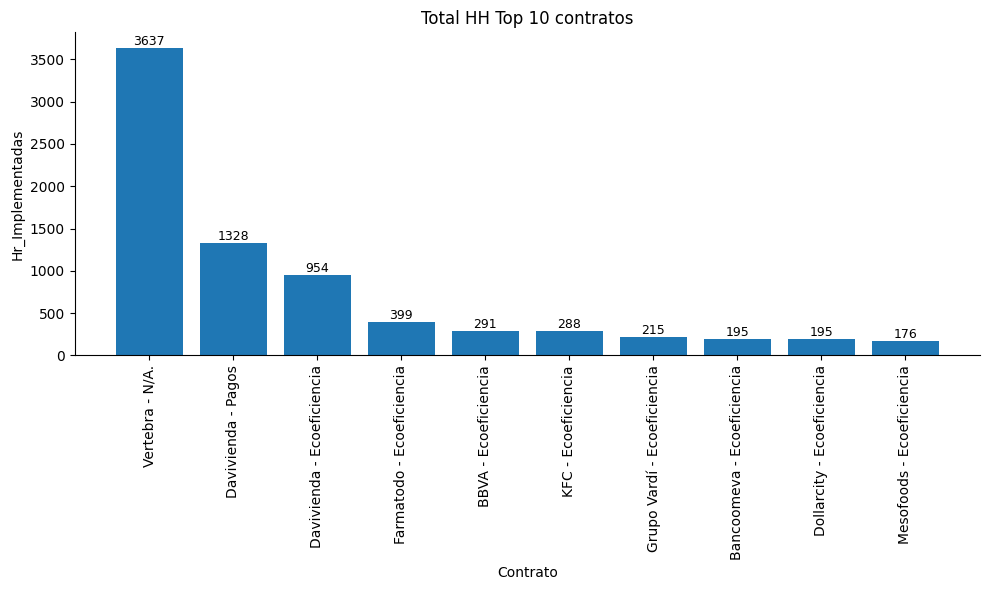 Total HH Top 10 contratos
Hr_Implementadas
3500
3000
2500
2000
1500
1000
500
0
3637
1328
954
399
291
288
215
195
195
176
Vertebra - N/A.
Davivienda - Pagos
Davivienda - Ecoeficiencia
Farmatodo - Ecoeficiencia
BBVA - Ecoeficiencia
KFC - Ecoeficiencia
Grupo Vardí - Ecoeficiencia
Bancoomeva - Ecoeficiencia
Dollarcity - Ecoeficiencia
Mesofoods - Ecoeficiencia
Contrato